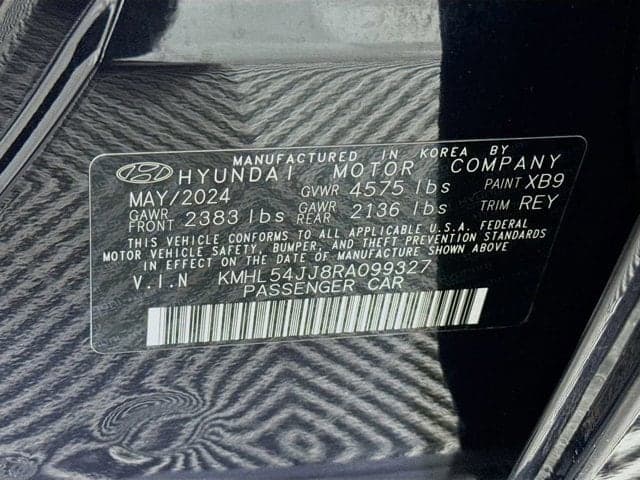 MANUFACTURED IN KOREA BY
HYUNDAI MOTOR COMPANY
MAY/2024 GVWR 4575 lbs PAINT XB9
GAWR FRONT 2383 lbs GAWR REAR 2136 lbs TRIM REY
THIS VEHICLE CONFORMS TO ALL APPLICABLE U.S.A. FEDERAL
MOTOR VEHICLE SAFETY, BUMPER, AND THEFT PREVENTION STANDARDS
IN EFFECT ON THE DATE OF MANUFACTURE SHOWN ABOVE
V.I.N KMHL54JJ8RA099327
PASSENGER CAR